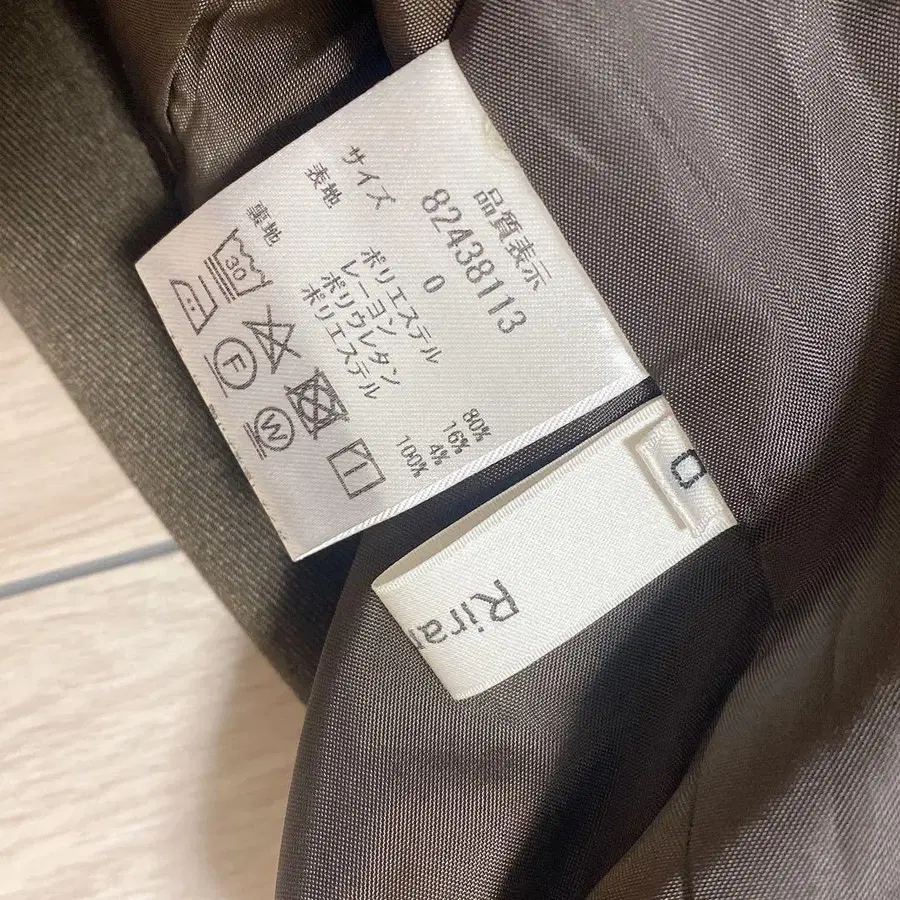 品質表示
82438113
サイズ 0
表地 ポリエステル 80%
レーヨン 16%
ポリウレタン 4%
裏地 ポリエステル 100%
30
F
W
0
Rira